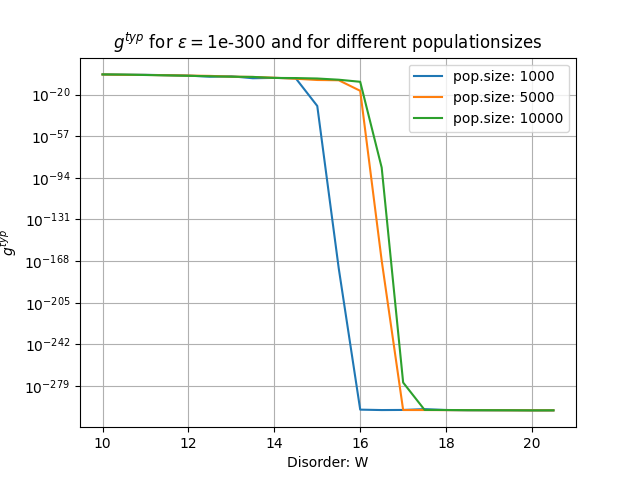 g^{typ} for ε = 1e-300 and for different populationsizes
pop.size: 1000
pop.size: 5000
pop.size: 10000
10^{−20}
10^{−57}
10^{−94}
10^{−131}
10^{−168}
10^{−205}
10^{−242}
10^{−279}
g^{typ}
10 12 14 16 18 20
Disorder: W